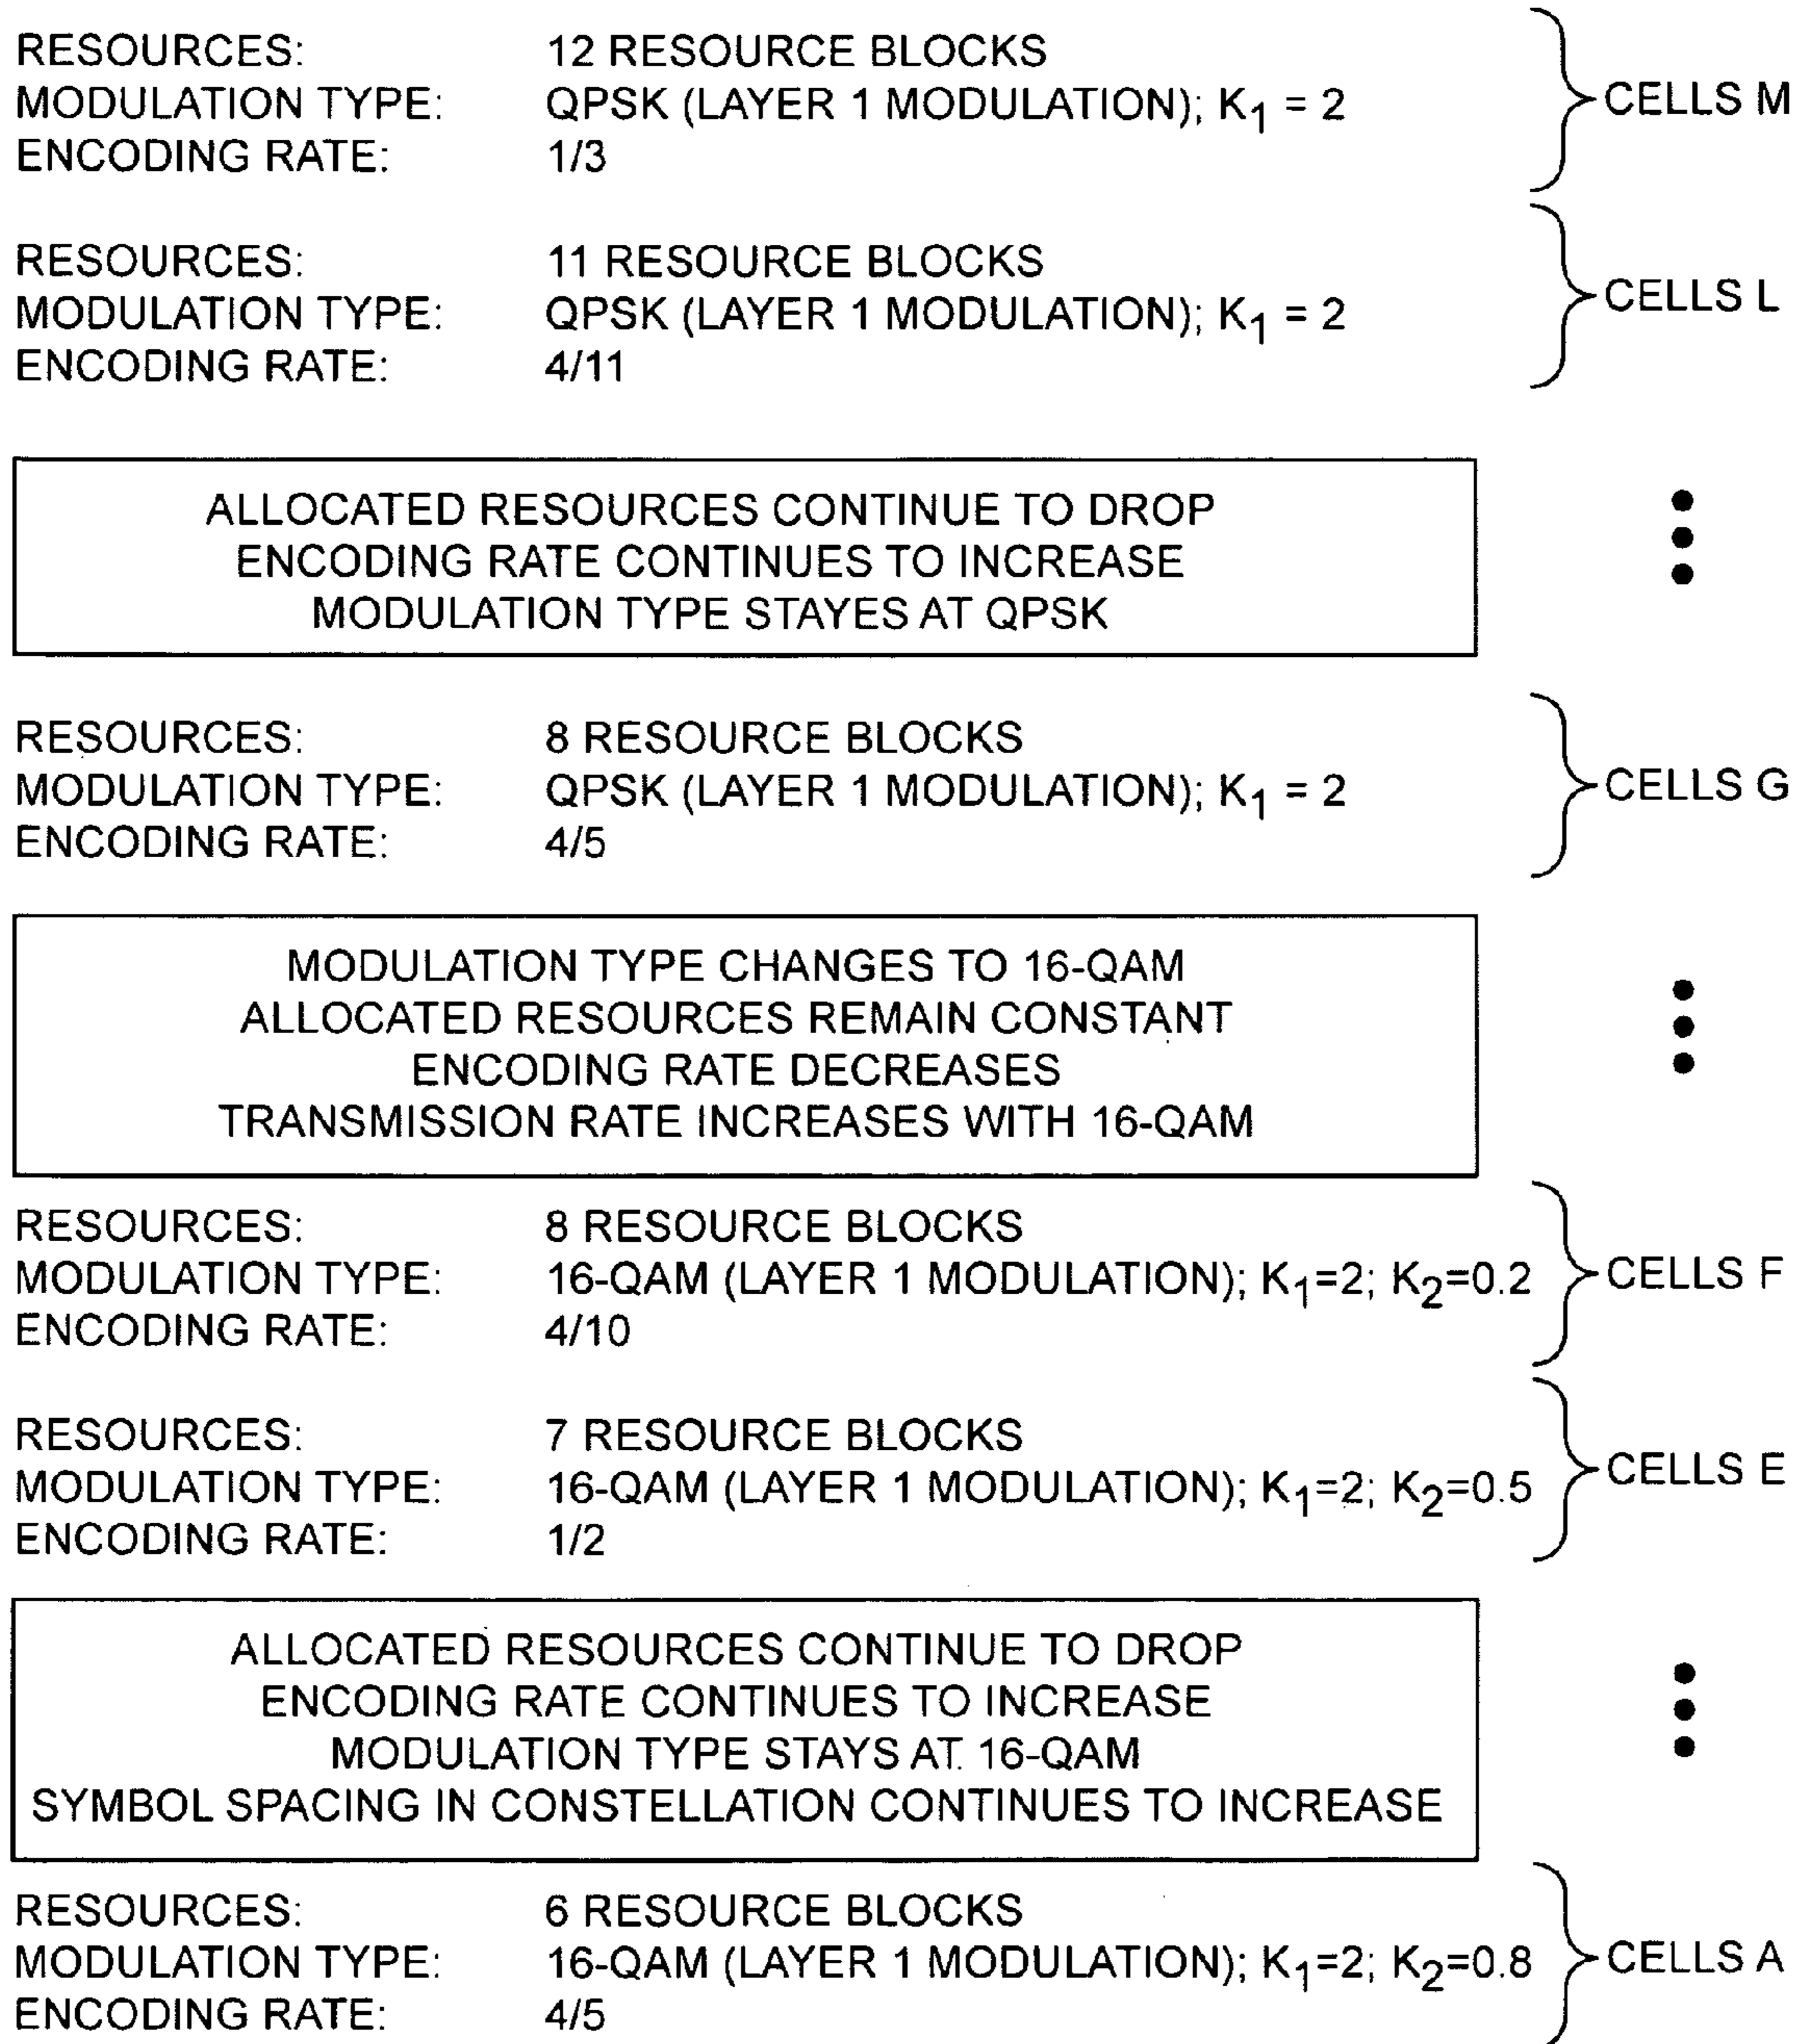 RESOURCES: 12 RESOURCE BLOCKS
MODULATION TYPE: QPSK (LAYER 1 MODULATION); K1 = 2
ENCODING RATE: 1/3
CELLS M
RESOURCES: 11 RESOURCE BLOCKS
MODULATION TYPE: QPSK (LAYER 1 MODULATION); K1 = 2
ENCODING RATE: 4/11
CELLS L
ALLOCATED RESOURCES CONTINUE TO DROP
ENCODING RATE CONTINUES TO INCREASE
MODULATION TYPE STAYES AT QPSK
RESOURCES: 8 RESOURCE BLOCKS
MODULATION TYPE: QPSK (LAYER 1 MODULATION); K1 = 2
ENCODING RATE: 4/5
CELLS G
MODULATION TYPE CHANGES TO 16-QAM
ALLOCATED RESOURCES REMAIN CONSTANT
ENCODING RATE DECREASES
TRANSMISSION RATE INCREASES WITH 16-QAM
RESOURCES: 8 RESOURCE BLOCKS
MODULATION TYPE: 16-QAM (LAYER 1 MODULATION); K1=2; K2=0.2
ENCODING RATE: 4/10
CELLS F
RESOURCES: 7 RESOURCE BLOCKS
MODULATION TYPE: 16-QAM (LAYER 1 MODULATION); K1=2; K2=0.5
ENCODING RATE: 1/2
CELLS E
ALLOCATED RESOURCES CONTINUE TO DROP
ENCODING RATE CONTINUES TO INCREASE
MODULATION TYPE STAYS AT 16-QAM
SYMBOL SPACING IN CONSTELLATION CONTINUES TO INCREASE
RESOURCES: 6 RESOURCE BLOCKS
MODULATION TYPE: 16-QAM (LAYER 1 MODULATION); K1=2; K2=0.8
ENCODING RATE: 4/5
CELLS A